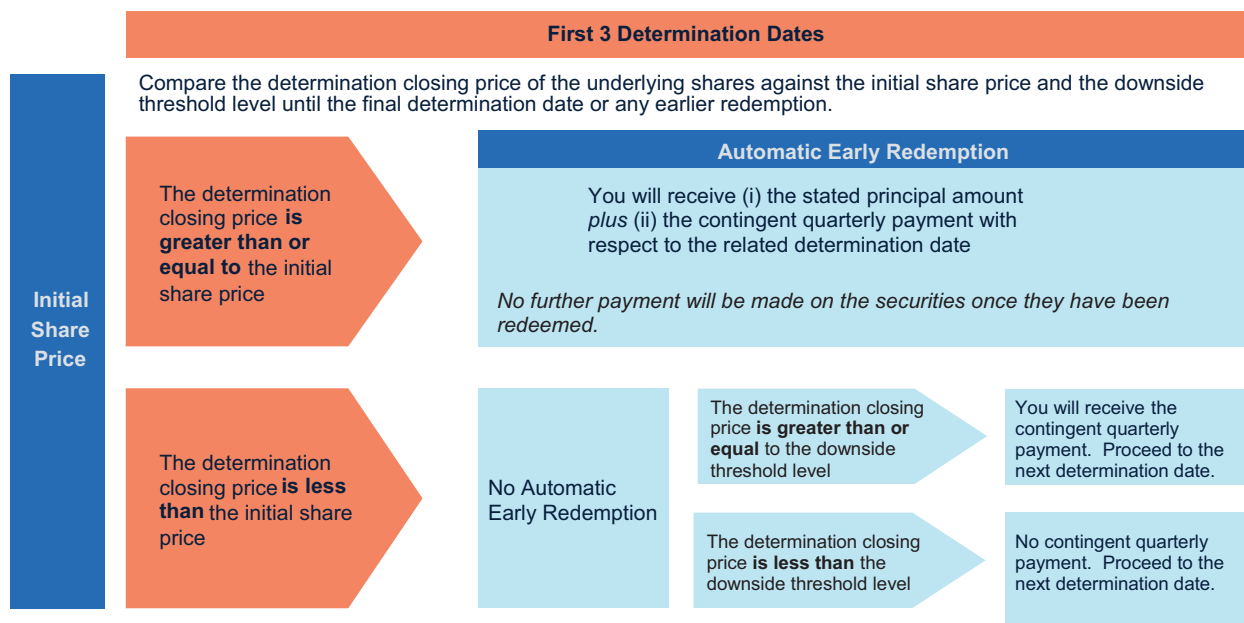 First 3 Determination Dates
Compare the determination closing price of the underlying shares against the initial share price and the downside
threshold level until the final determination date or any earlier redemption.
Initial
Share
Price
The determination
closing price is
greater than or
equal to the initial
share price
Automatic Early Redemption
You will receive (i) the stated principal amount
plus (ii) the contingent quarterly payment with
respect to the related determination date
No further payment will be made on the securities once they have been
redeemed.
The determination
closing price is less
than the initial share
price
No Automatic
Early Redemption
The determination closing
price is greater than or
equal to the downside
threshold level
You will receive the
contingent quarterly
payment.  Proceed to the
next determination date.
The determination closing
price is less than the
downside threshold level
No contingent quarterly
payment.  Proceed to the
next determination date.